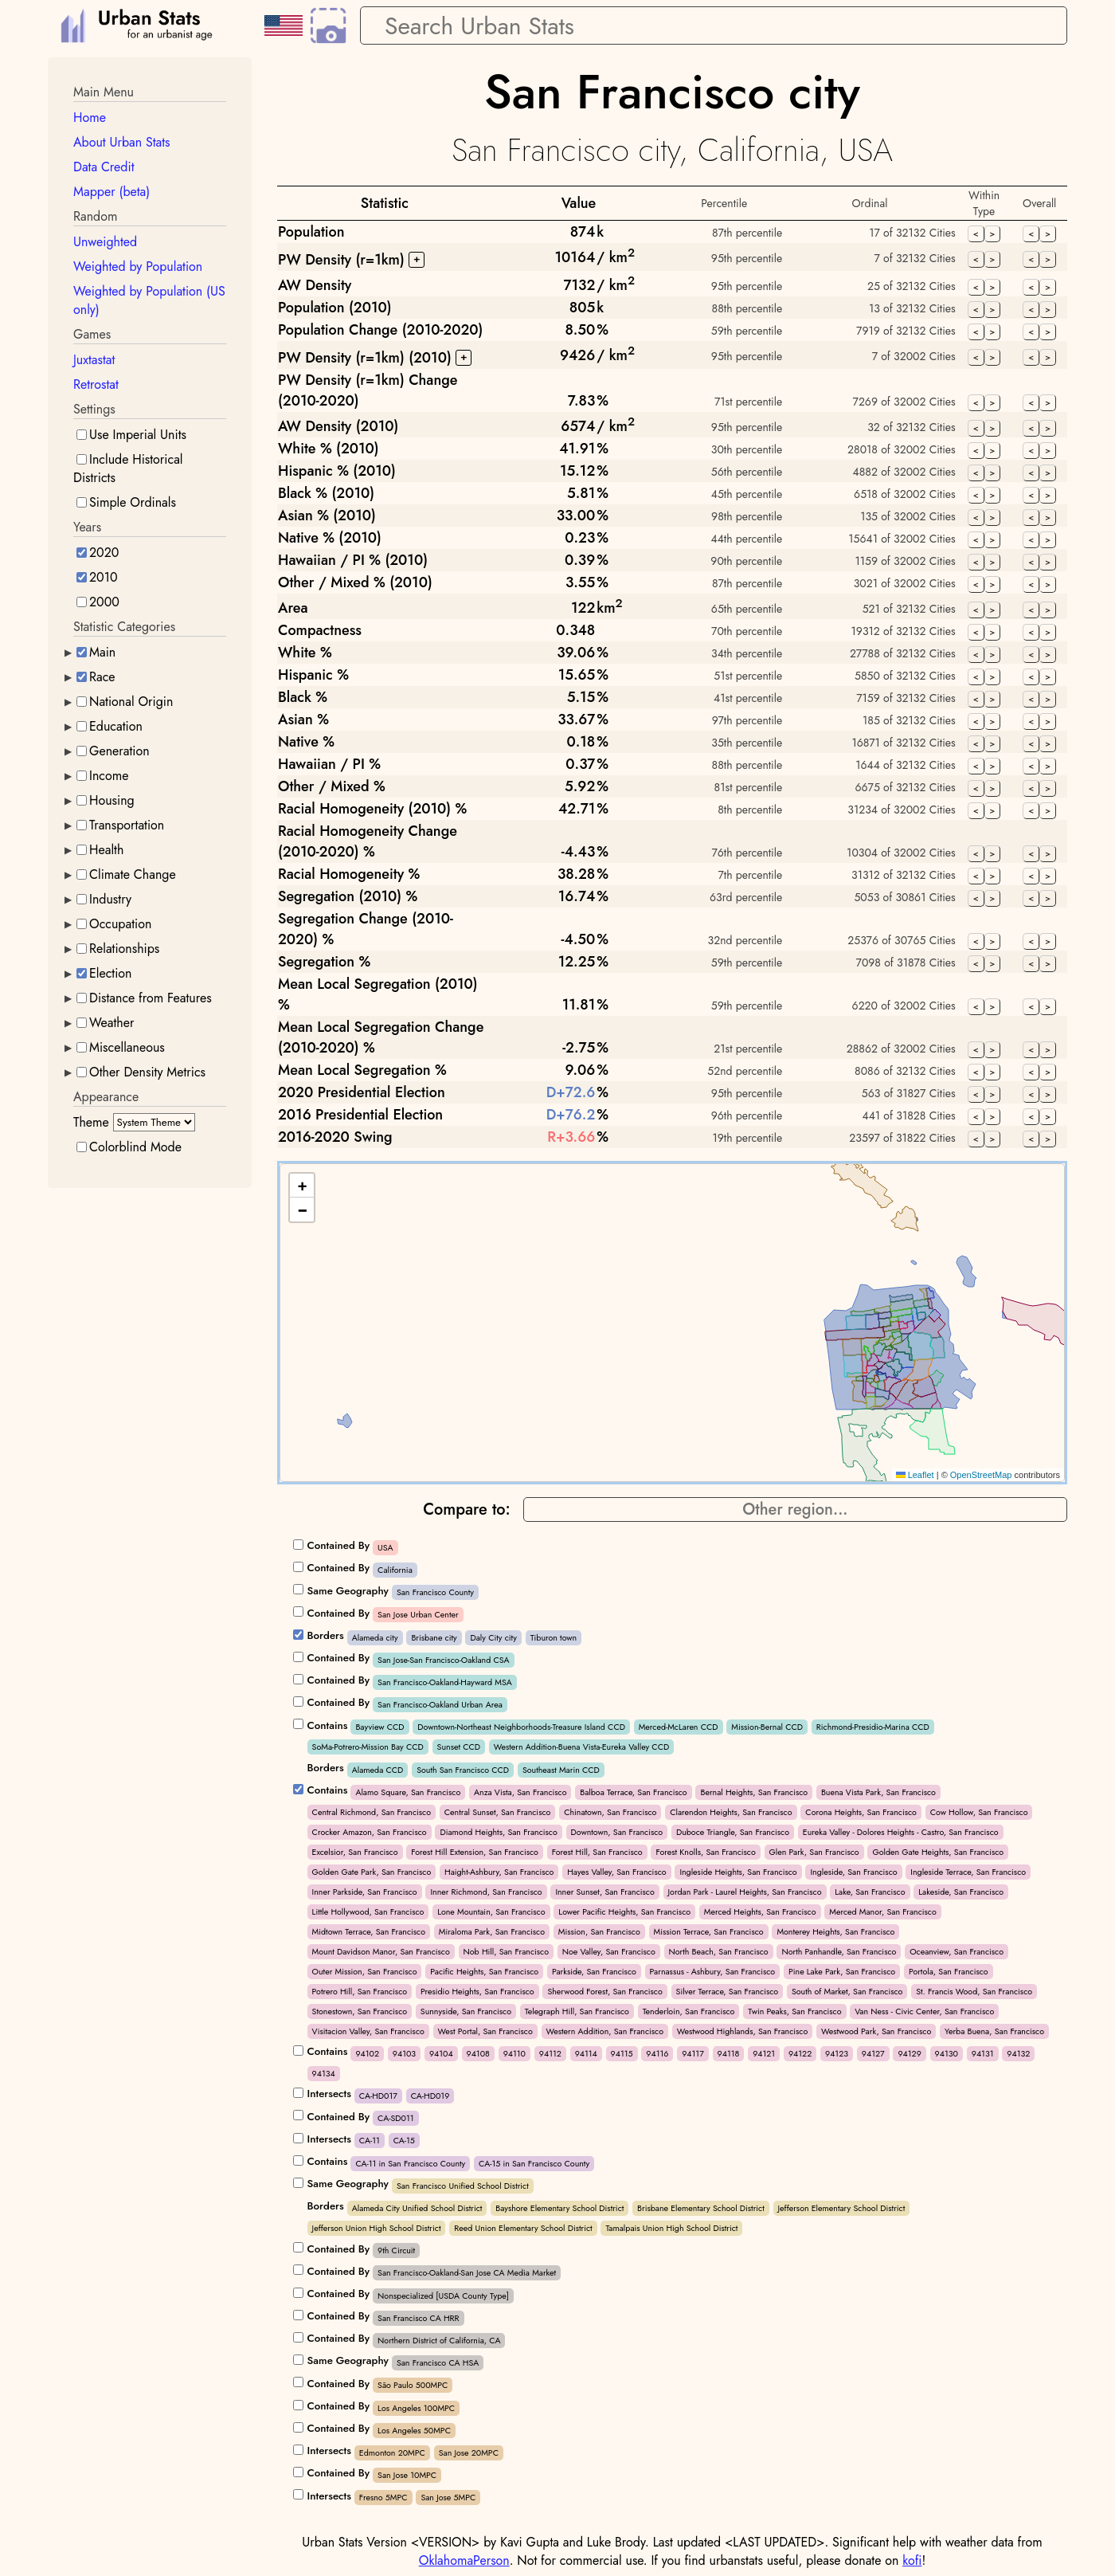 Urban Stats
for an urbanist age
Search Urban Stats
Main Menu
Home
About Urban Stats
Data Credit
Mapper (beta)
Random
Unweighted
Weighted by Population
Weighted by Population (US
only)
Games
Juxtastat
Retrostat
Settings
Use Imperial Units
Include Historical
Districts
Simple Ordinals
Years
2020
2010
2000
Statistic Categories
Main
Race
National Origin
Education
Generation
Income
Housing
Transportation
Health
Climate Change
Industry
Occupation
Relationships
Election
Distance from Features
Weather
Miscellaneous
Other Density Metrics
Appearance
Theme System Theme
Colorblind Mode
San Francisco city
San Francisco city, California, USA
Statistic Value Percentile Ordinal Within Type Overall
Population 874k 87th percentile 17 of 32132 Cities < > < >
PW Density (r=1km) + 10164/ km2 95th percentile 7 of 32132 Cities < > < >
AW Density 7132/ km2 95th percentile 25 of 32132 Cities < > < >
Population (2010) 805k 88th percentile 13 of 32132 Cities < > < >
Population Change (2010-2020) 8.50% 59th percentile 7919 of 32132 Cities < > < >
PW Density (r=1km) (2010) + 9426/ km2 95th percentile 7 of 32002 Cities < > < >
PW Density (r=1km) Change
(2010-2020) 7.83% 71st percentile 7269 of 32002 Cities < > < >
AW Density (2010) 6574/ km2 95th percentile 32 of 32132 Cities < > < >
White % (2010) 41.91% 30th percentile 28018 of 32002 Cities < > < >
Hispanic % (2010) 15.12% 56th percentile 4882 of 32002 Cities < > < >
Black % (2010) 5.81% 45th percentile 6518 of 32002 Cities < > < >
Asian % (2010) 33.00% 98th percentile 135 of 32002 Cities < > < >
Native % (2010) 0.23% 44th percentile 15641 of 32002 Cities < > < >
Hawaiian / PI % (2010) 0.39% 90th percentile 1159 of 32002 Cities < > < >
Other / Mixed % (2010) 3.55% 87th percentile 3021 of 32002 Cities < > < >
Area 122km2 65th percentile 521 of 32132 Cities < > < >
Compactness 0.348 70th percentile 19312 of 32132 Cities < > < >
White % 39.06% 34th percentile 27788 of 32132 Cities < > < >
Hispanic % 15.65% 51st percentile 5850 of 32132 Cities < > < >
Black % 5.15% 41st percentile 7159 of 32132 Cities < > < >
Asian % 33.67% 97th percentile 185 of 32132 Cities < > < >
Native % 0.18% 35th percentile 16871 of 32132 Cities < > < >
Hawaiian / PI % 0.37% 88th percentile 1644 of 32132 Cities < > < >
Other / Mixed % 5.92% 81st percentile 6675 of 32132 Cities < > < >
Racial Homogeneity (2010) % 42.71% 8th percentile 31234 of 32002 Cities < > < >
Racial Homogeneity Change
(2010-2020) % -4.43% 76th percentile 10304 of 32002 Cities < > < >
Racial Homogeneity % 38.28% 7th percentile 31312 of 32132 Cities < > < >
Segregation (2010) % 16.74% 63rd percentile 5053 of 30861 Cities < > < >
Segregation Change (2010-
2020) % -4.50% 32nd percentile 25376 of 30765 Cities < > < >
Segregation % 12.25% 59th percentile 7098 of 31878 Cities < > < >
Mean Local Segregation (2010)
% 11.81% 59th percentile 6220 of 32002 Cities < > < >
Mean Local Segregation Change
(2010-2020) % -2.75% 21st percentile 28862 of 32002 Cities < > < >
Mean Local Segregation % 9.06% 52nd percentile 8086 of 32132 Cities < > < >
2020 Presidential Election D+72.6% 95th percentile 563 of 31827 Cities < > < >
2016 Presidential Election D+76.2% 96th percentile 441 of 31828 Cities < > < >
2016-2020 Swing R+3.66% 19th percentile 23597 of 31822 Cities < > < >
+
−
Leaflet | © OpenStreetMap contributors
Compare to: Other region...
Contained By USA
Contained By California
Same Geography San Francisco County
Contained By San Jose Urban Center
Borders Alameda city Brisbane city Daly City city Tiburon town
Contained By San Jose-San Francisco-Oakland CSA
Contained By San Francisco-Oakland-Hayward MSA
Contained By San Francisco-Oakland Urban Area
Contains Bayview CCD Downtown-Northeast Neighborhoods-Treasure Island CCD Merced-McLaren CCD Mission-Bernal CCD Richmond-Presidio-Marina CCD
SoMa-Potrero-Mission Bay CCD Sunset CCD Western Addition-Buena Vista-Eureka Valley CCD
Borders Alameda CCD South San Francisco CCD Southeast Marin CCD
Contains Alamo Square, San Francisco Anza Vista, San Francisco Balboa Terrace, San Francisco Bernal Heights, San Francisco Buena Vista Park, San Francisco
Central Richmond, San Francisco Central Sunset, San Francisco Chinatown, San Francisco Clarendon Heights, San Francisco Corona Heights, San Francisco Cow Hollow, San Francisco
Crocker Amazon, San Francisco Diamond Heights, San Francisco Downtown, San Francisco Duboce Triangle, San Francisco Eureka Valley - Dolores Heights - Castro, San Francisco
Excelsior, San Francisco Forest Hill Extension, San Francisco Forest Hill, San Francisco Forest Knolls, San Francisco Glen Park, San Francisco Golden Gate Heights, San Francisco
Golden Gate Park, San Francisco Haight-Ashbury, San Francisco Hayes Valley, San Francisco Ingleside Heights, San Francisco Ingleside, San Francisco Ingleside Terrace, San Francisco
Inner Parkside, San Francisco Inner Richmond, San Francisco Inner Sunset, San Francisco Jordan Park - Laurel Heights, San Francisco Lake, San Francisco Lakeside, San Francisco
Little Hollywood, San Francisco Lone Mountain, San Francisco Lower Pacific Heights, San Francisco Merced Heights, San Francisco Merced Manor, San Francisco
Midtown Terrace, San Francisco Miraloma Park, San Francisco Mission, San Francisco Mission Terrace, San Francisco Monterey Heights, San Francisco
Mount Davidson Manor, San Francisco Nob Hill, San Francisco Noe Valley, San Francisco North Beach, San Francisco North Panhandle, San Francisco Oceanview, San Francisco
Outer Mission, San Francisco Pacific Heights, San Francisco Parkside, San Francisco Parnassus - Ashbury, San Francisco Pine Lake Park, San Francisco Portola, San Francisco
Potrero Hill, San Francisco Presidio Heights, San Francisco Sherwood Forest, San Francisco Silver Terrace, San Francisco South of Market, San Francisco St. Francis Wood, San Francisco
Stonestown, San Francisco Sunnyside, San Francisco Telegraph Hill, San Francisco Tenderloin, San Francisco Twin Peaks, San Francisco Van Ness - Civic Center, San Francisco
Visitacion Valley, San Francisco West Portal, San Francisco Western Addition, San Francisco Westwood Highlands, San Francisco Westwood Park, San Francisco Yerba Buena, San Francisco
Contains 94102 94103 94104 94108 94110 94112 94114 94115 94116 94117 94118 94121 94122 94123 94127 94129 94130 94131 94132
94134
Intersects CA-HD017 CA-HD019
Contained By CA-SD011
Intersects CA-11 CA-15
Contains CA-11 in San Francisco County CA-15 in San Francisco County
Same Geography San Francisco Unified School District
Borders Alameda City Unified School District Bayshore Elementary School District Brisbane Elementary School District Jefferson Elementary School District
Jefferson Union High School District Reed Union Elementary School District Tamalpais Union High School District
Contained By 9th Circuit
Contained By San Francisco-Oakland-San Jose CA Media Market
Contained By Nonspecialized [USDA County Type]
Contained By San Francisco CA HRR
Contained By Northern District of California, CA
Same Geography San Francisco CA HSA
Contained By São Paulo 500MPC
Contained By Los Angeles 100MPC
Contained By Los Angeles 50MPC
Intersects Edmonton 20MPC San Jose 20MPC
Contained By San Jose 10MPC
Intersects Fresno 5MPC San Jose 5MPC
Urban Stats Version <VERSION> by Kavi Gupta and Luke Brody. Last updated <LAST UPDATED>. Significant help with weather data from
OklahomaPerson. Not for commercial use. If you find urbanstats useful, please donate on kofi!